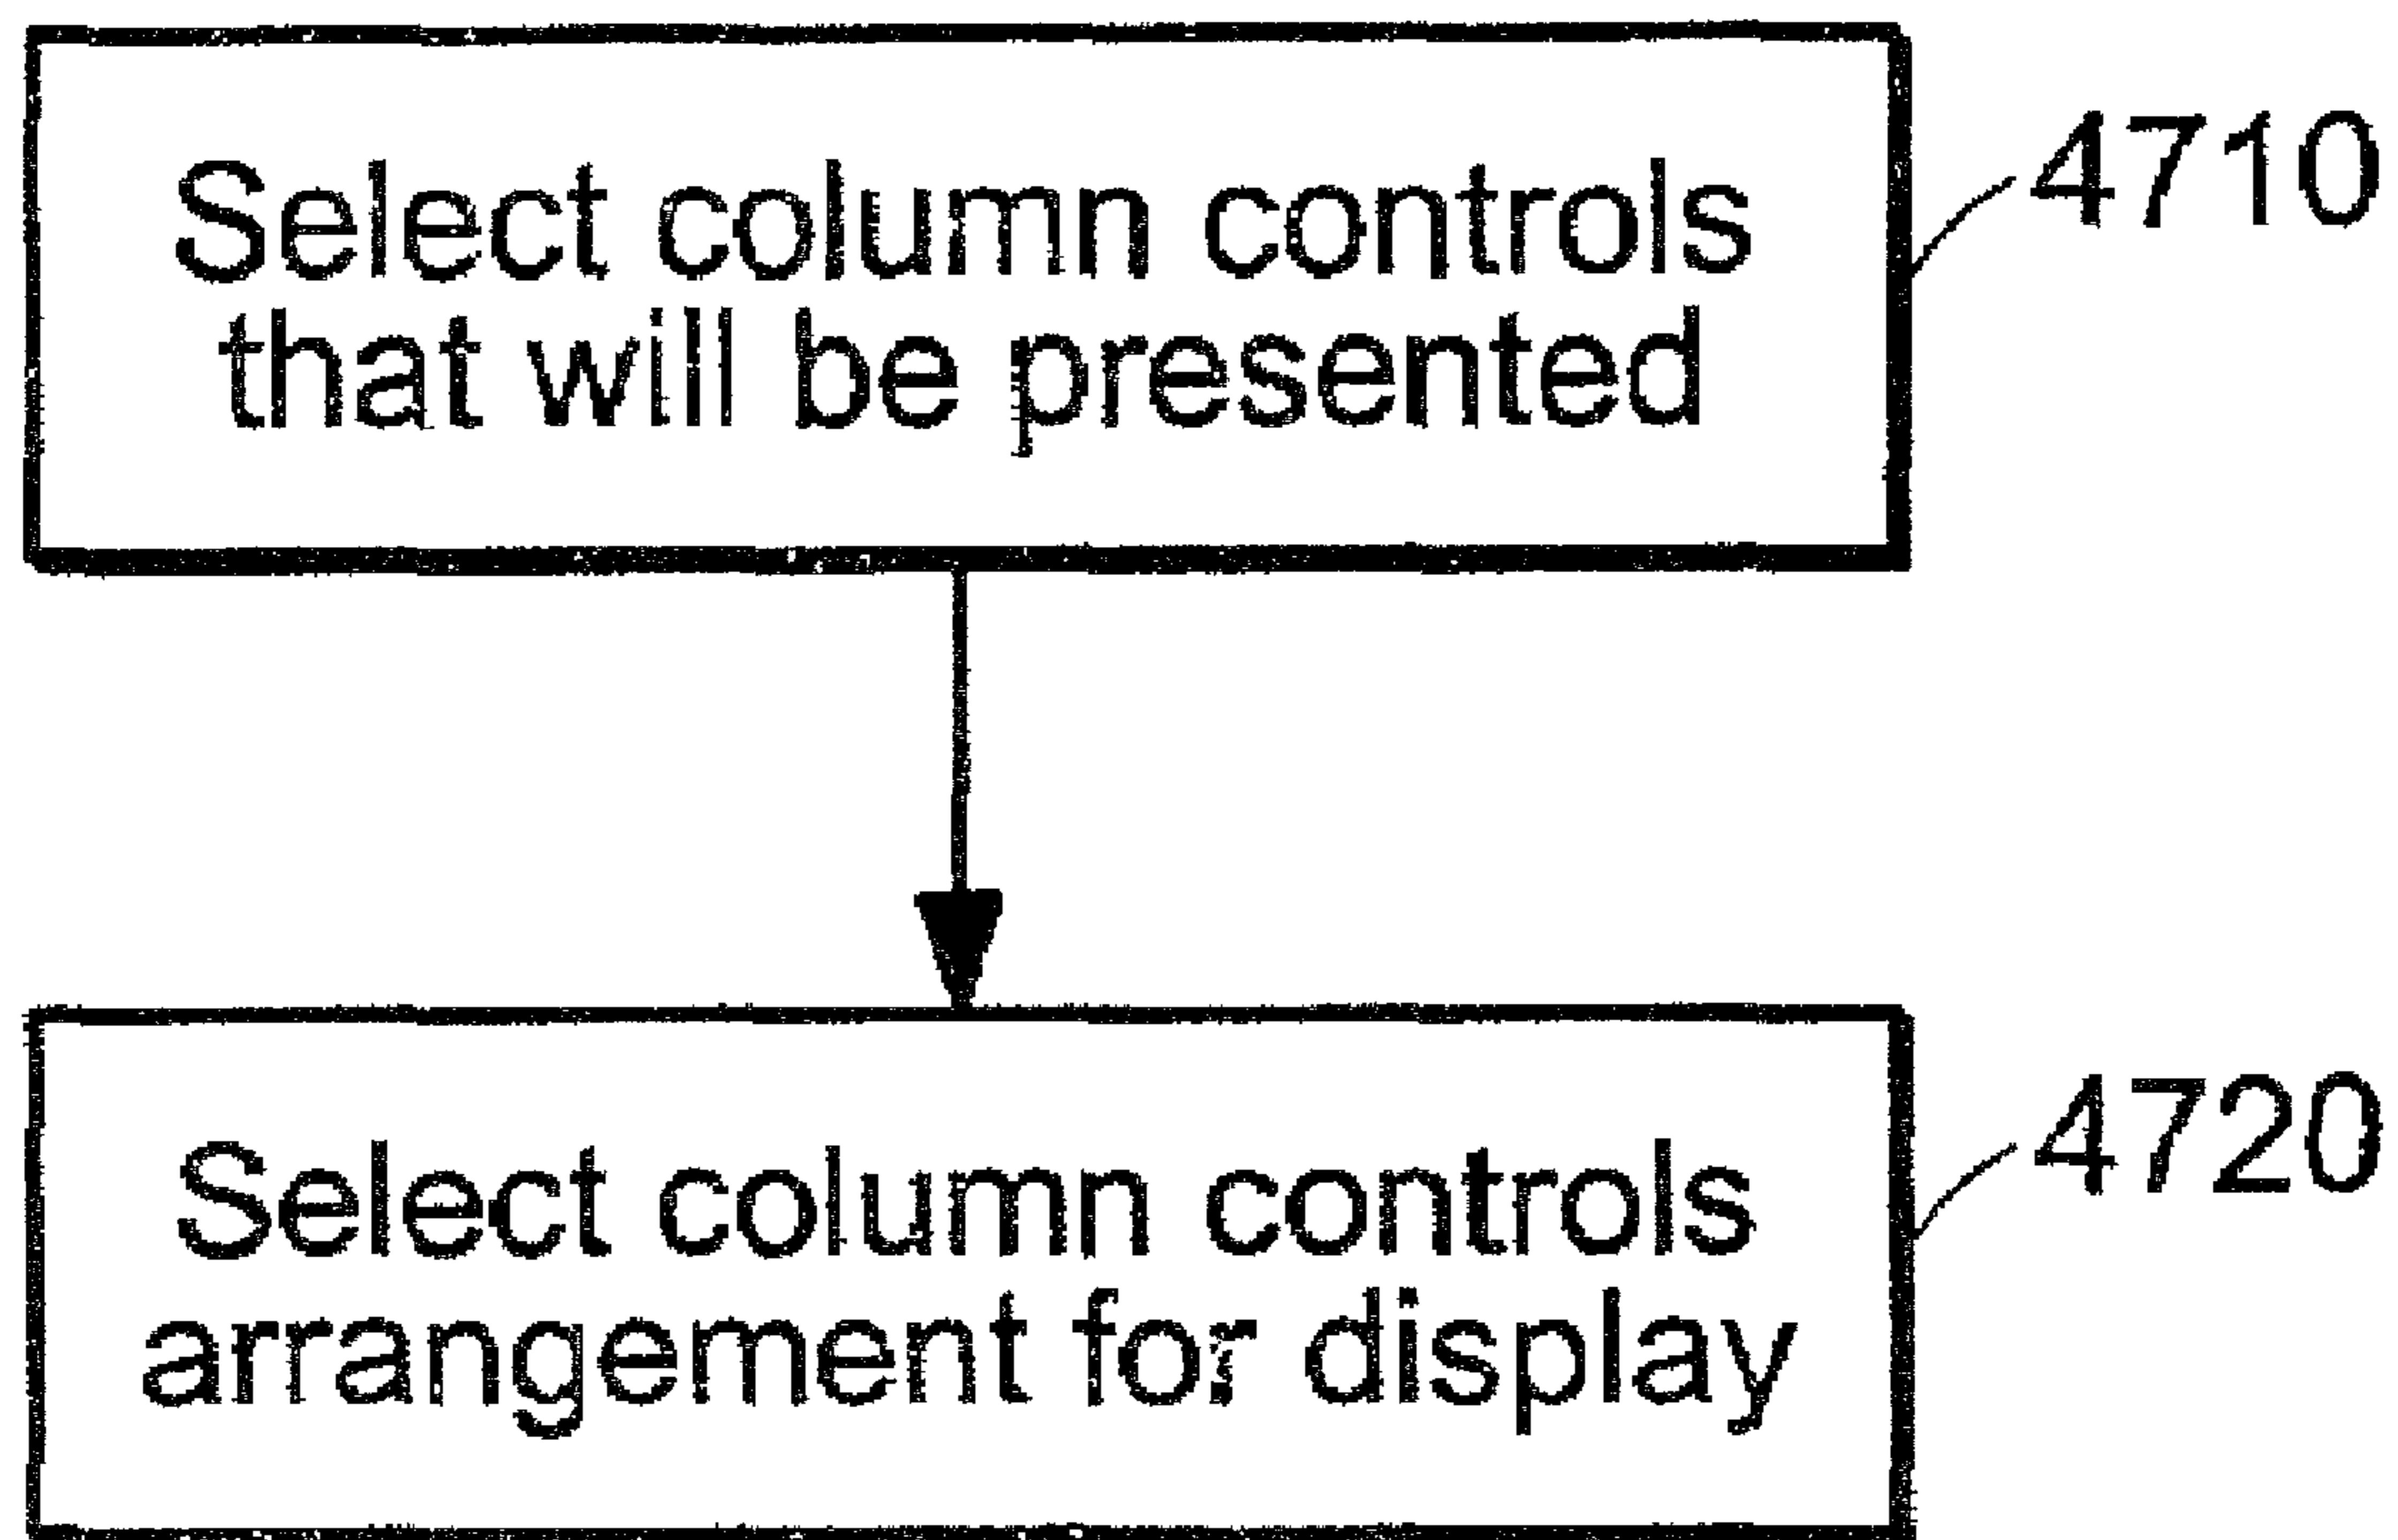 Select column controls
that will be presented
4710
Select column controls
arrangement for display
4720